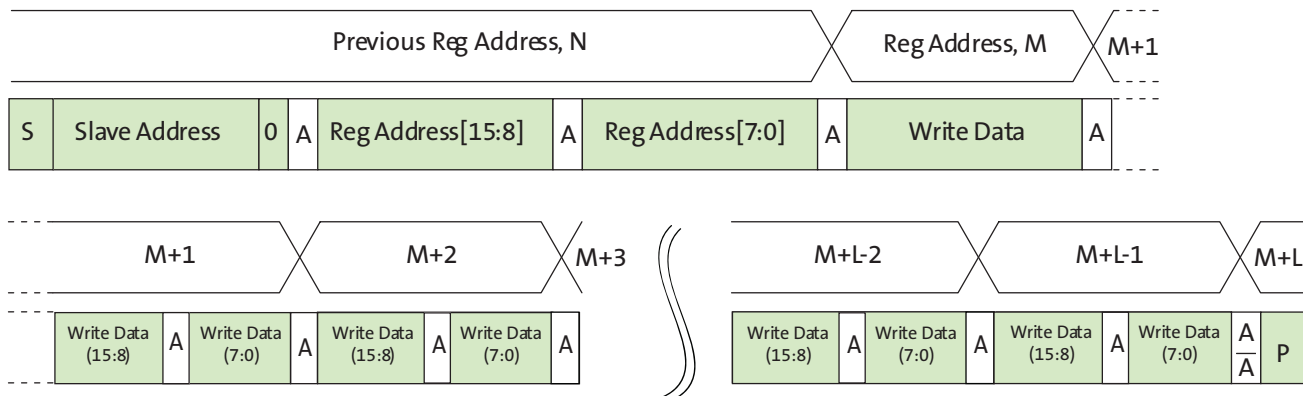 Previous Reg Address, N Reg Address, M M+1
S Slave Address 0 A Reg Address[15:8] A Reg Address[7:0] A Write Data A
M+1 M+2 M+3 M+L-2 M+L-1 M+L
Write Data (15:8) A Write Data (7:0) A Write Data (15:8) A Write Data (7:0) A Write Data (15:8) A Write Data (7:0) A Write Data (15:8) A Write Data (7:0) A/A̅ P